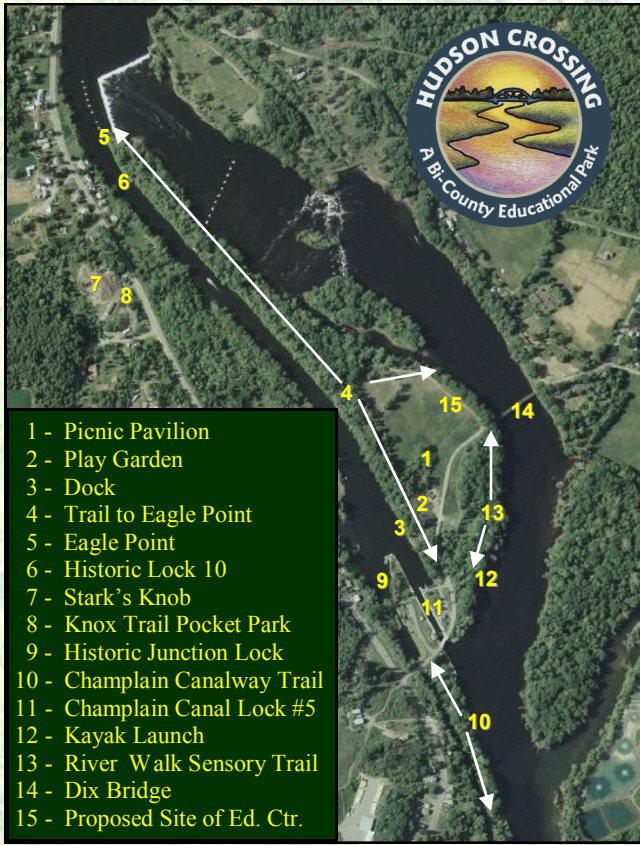 HUDSON CROSSING
A Bi-County Educational Park
5
6
7
8
4
15
14
1
2
13
3
9
12
11
10
1 - Picnic Pavilion
2 - Play Garden
3 - Dock
4 - Trail to Eagle Point
5 - Eagle Point
6 - Historic Lock 10
7 - Stark's Knob
8 - Knox Trail Pocket Park
9 - Historic Junction Lock
10 - Champlain Canalway Trail
11 - Champlain Canal Lock #5
12 - Kayak Launch
13 - River Walk Sensory Trail
14 - Dix Bridge
15 - Proposed Site of Ed. Ctr.